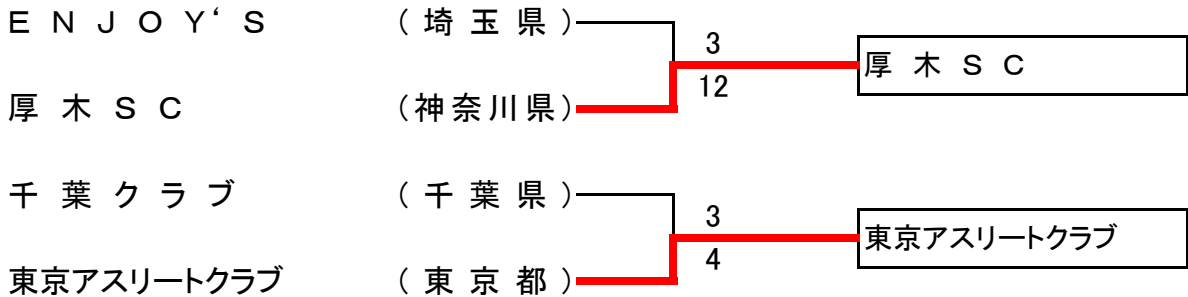 ＥＮＪＯＹ‘Ｓ （埼玉県）
3
厚木ＳＣ
12
厚木ＳＣ （神奈川県）
千葉クラブ （千葉県）
3
東京アスリートクラブ
4
東京アスリートクラブ （東京都）